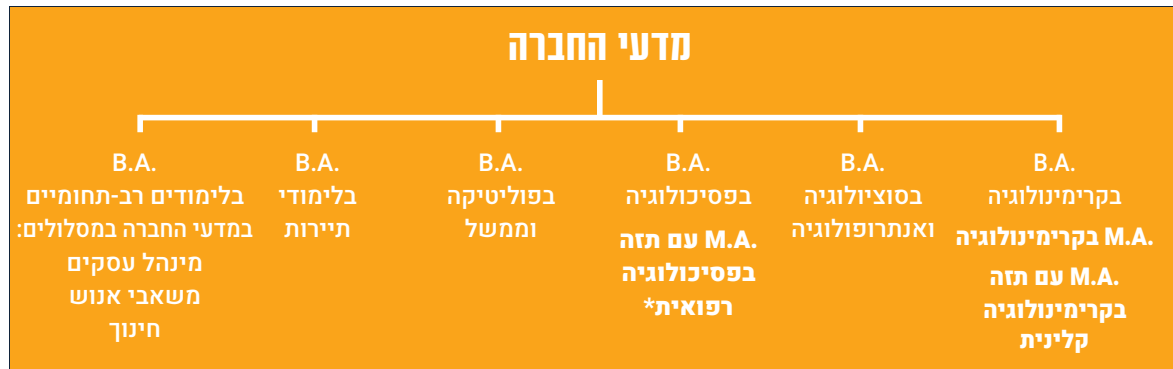 מדעי החברה
B.A.
בקרימינולוגיה
M.A. בקרימינולוגיה
M.A. עם תזה
בקרימינולוגיה
קלינית
B.A.
בסוציולוגיה
ואנתרופולוגיה
B.A.
בפסיכולוגיה
M.A. עם תזה
בפסיכולוגיה
רפואית*
B.A.
בפוליטיקה
וממשל
B.A.
בלימודי
תיירות
B.A.
בלימודים רב-תחומיים
במדעי החברה במסלולים:
מינהל עסקים
משאבי אנוש
חינוך